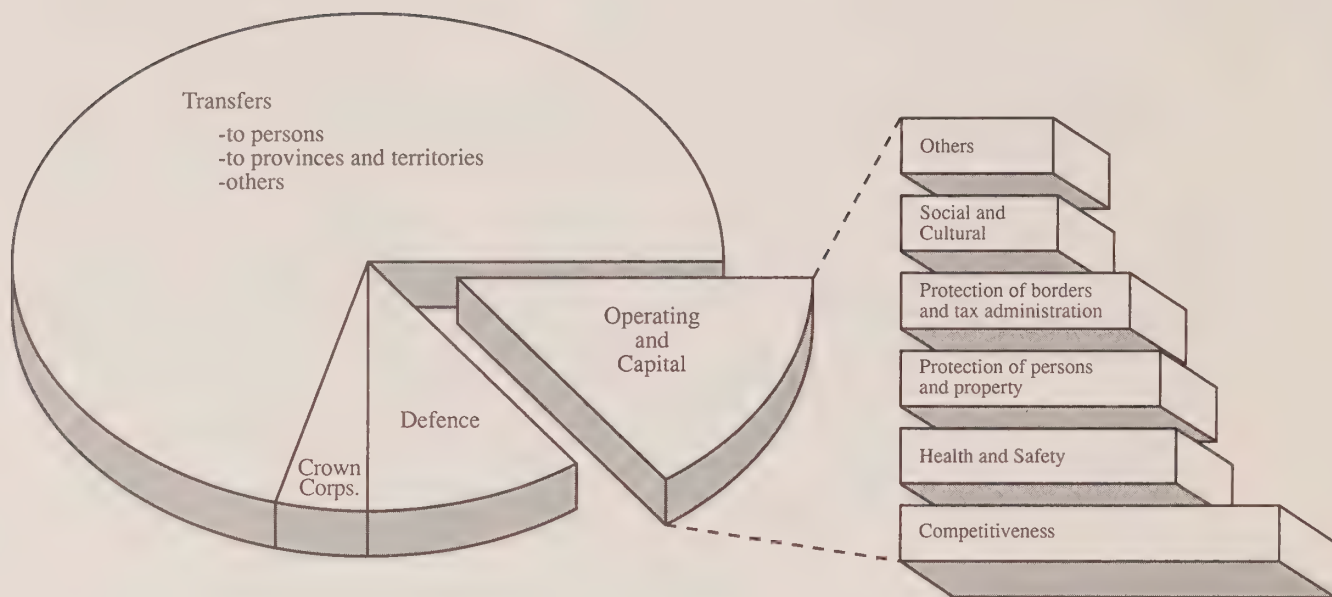 Transfers
-to persons
-to provinces and territories
-others
Crown
Corps.
Defence
Operating
and
Capital
Others
Social and
Cultural
Protection of borders
and tax administration
Protection of persons
and property
Health and Safety
Competitiveness